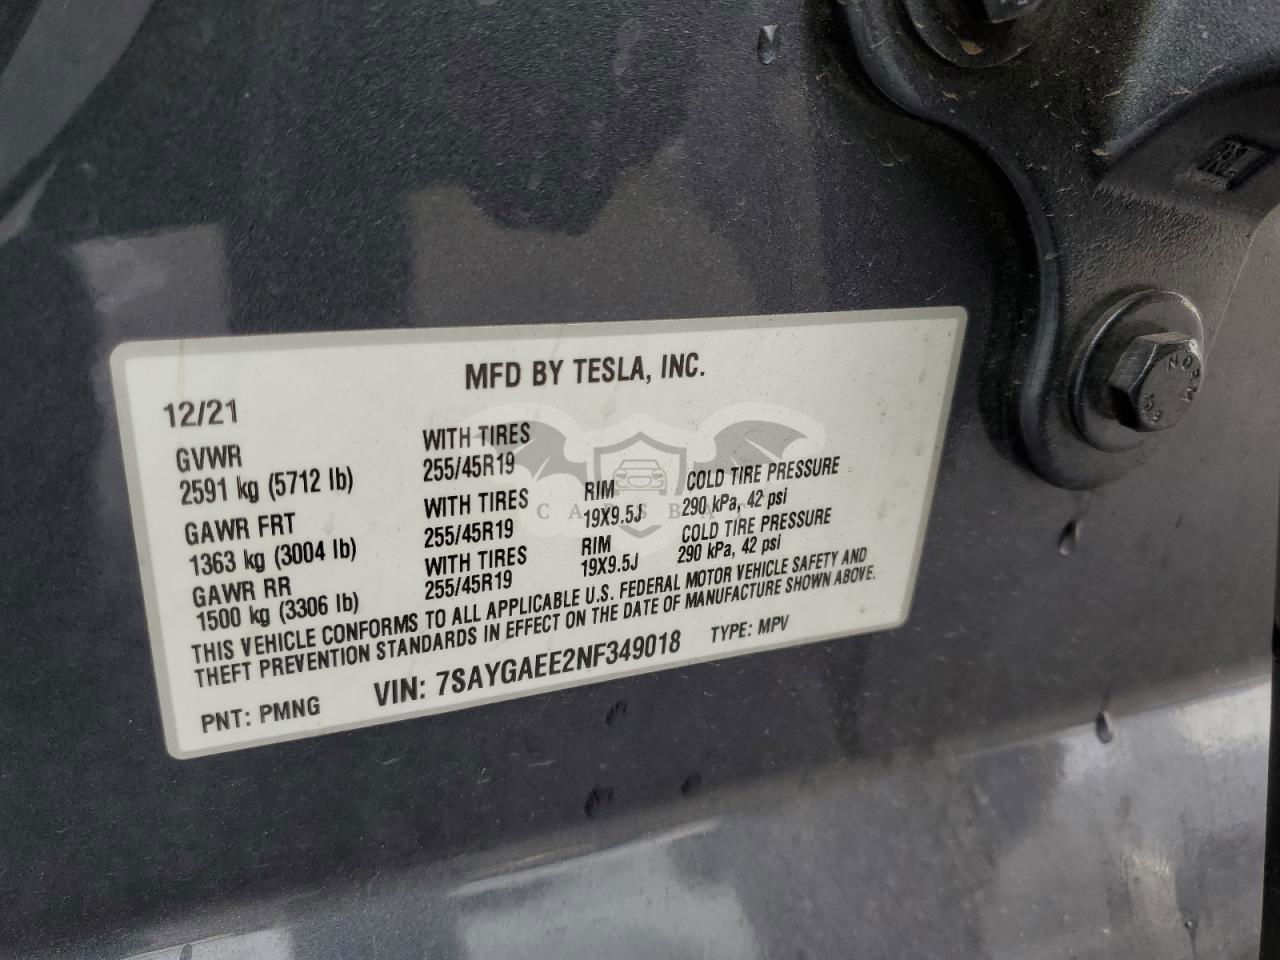 MFD BY TESLA, INC.
12/21
GVWR
2591 kg (5712 lb)
WITH TIRES
255/45R19
GAWR FRT
1363 kg (3004 lb)
WITH TIRES
255/45R19
RIM
19X9.5J
COLD TIRE PRESSURE
290 kPa, 42 psi
GAWR RR
1500 kg (3306 lb)
WITH TIRES
255/45R19
RIM
19X9.5J
COLD TIRE PRESSURE
290 kPa, 42 psi
THIS VEHICLE CONFORMS TO ALL APPLICABLE U.S. FEDERAL MOTOR VEHICLE SAFETY AND
THEFT PREVENTION STANDARDS IN EFFECT ON THE DATE OF MANUFACTURE SHOWN ABOVE.
PNT: PMNG
VIN: 7SAYGAEE2NF349018
TYPE: MPV